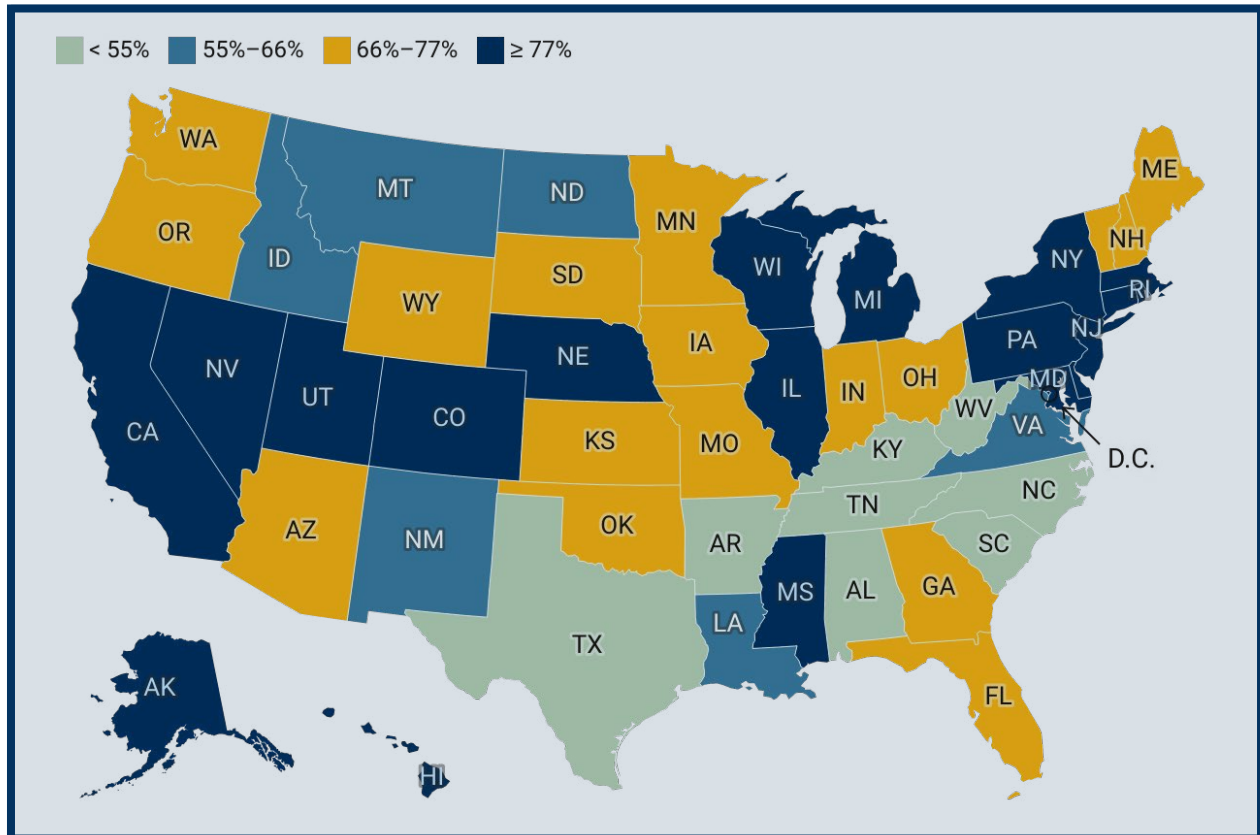 < 55% 55%–66% 66%–77% ≥ 77%
WA
ME
MT
ND
MN
OR
NH
ID
WI
NY
SD
MI
RI
WY
NJ
PA
IA
NE
OH
MD
NV
IL
IN
UT
WV
CO
VA
CA
KS
MO
KY
D.C.
NC
TN
OK
AZ
NM
AR
SC
MS
AL
GA
LA
TX
AK
FL
HI